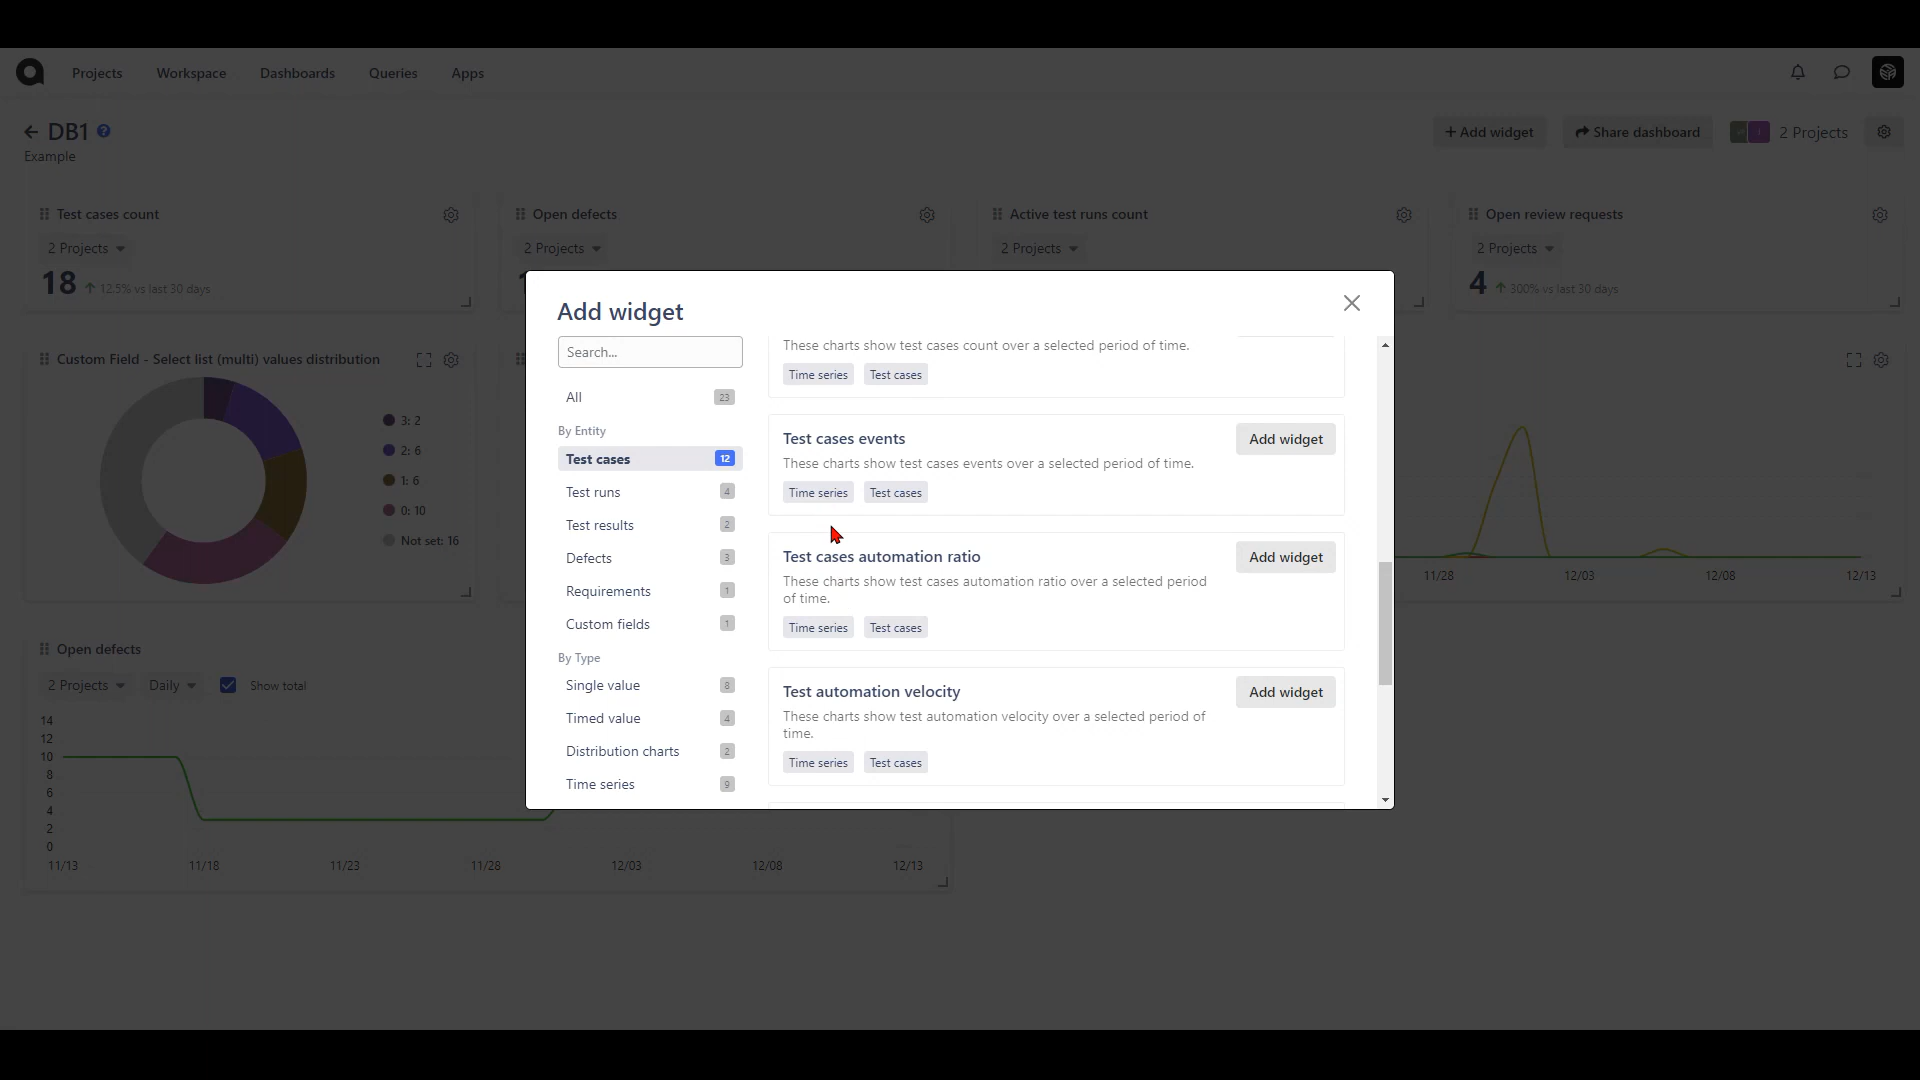 Projects
Workspace
Dashboards
Queries
Apps
DB1
?
Example
+ Add widget
Share dashboard
2 Projects
Test cases count
2 Projects
18
12.5% vs last 30 days
Open defects
2 Projects
Active test runs count
2 Projects
Open review requests
2 Projects
4
300% vs last 30 days
Custom Field - Select list (multi) values distribution
3: 2
2: 6
1: 6
0: 10
Not set: 16
Add widget
Search...
All
23
By Entity
Test cases
12
Test runs
4
Test results
2
Defects
3
Requirements
1
Custom fields
1
By Type
Single value
8
Timed value
4
Distribution charts
2
Time series
9
These charts show test cases count over a selected period of time.
Time series
Test cases
Test cases events
Add widget
These charts show test cases events over a selected period of time.
Time series
Test cases
Test cases automation ratio
Add widget
These charts show test cases automation ratio over a selected period
of time.
Time series
Test cases
Test automation velocity
Add widget
These charts show test automation velocity over a selected period of
time.
Time series
Test cases
11/28
12/03
12/08
12/13
Open defects
2 Projects
Daily
Show total
14
12
10
8
6
4
2
0
11/13
11/18
11/23
11/28
12/03
12/08
12/13